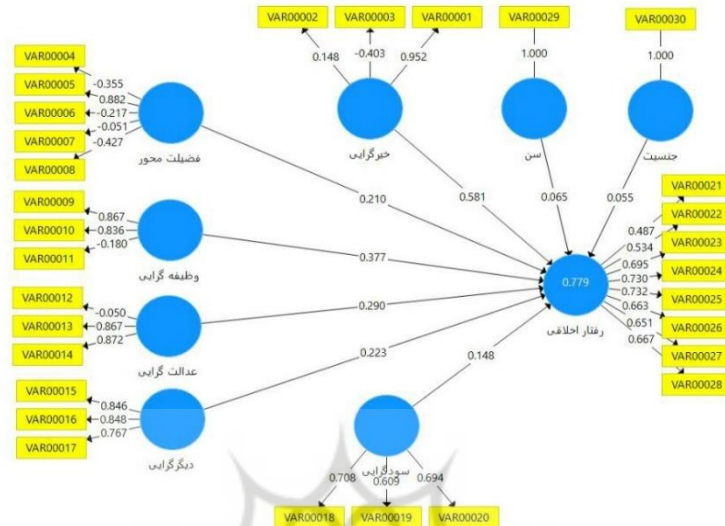 VAR00002
VAR00003
VAR00001
VAR00029
VAR00030
0.148
-0.403
0.952
1.000
1.000
خیرگرایی
سن
جنسیت
VAR00004
VAR00005
VAR00006
VAR00007
VAR00008
-0.355
0.882
-0.217
-0.051
-0.427
فضیلت محور
0.210
0.581
0.065
0.055
VAR00009
VAR00010
VAR00011
0.867
0.836
-0.180
وظیفه گرایی
0.377
VAR00012
VAR00013
VAR00014
-0.050
0.867
0.872
عدالت گرایی
0.290
VAR00015
VAR00016
VAR00017
0.846
0.848
0.767
دیگرگرایی
0.223
0.779
رفتار اخلاقی
0.487
0.534
0.695
0.730
0.732
0.663
0.651
0.667
VAR00021
VAR00022
VAR00023
VAR00024
VAR00025
VAR00026
VAR00027
VAR00028
0.148
سودگرایی
0.708
0.609
0.694
VAR00018
VAR00019
VAR00020